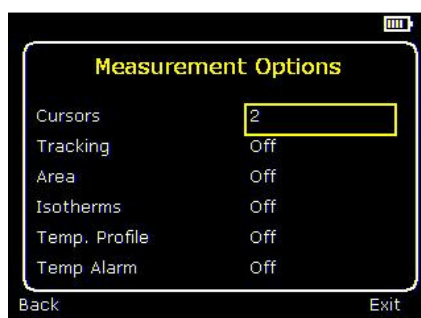 Measurement Options
Cursors 2
Tracking Off
Area Off
Isotherms Off
Temp. Profile Off
Temp Alarm Off
Back Exit